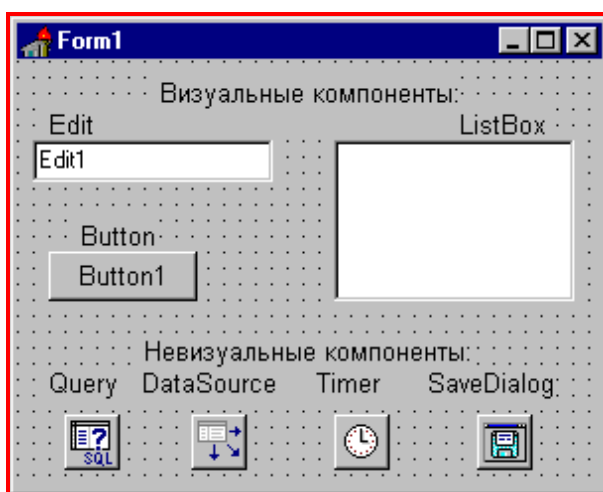 Form1
Визуальные компоненты:
Edit ListBox
Edit1
Button
Button1
Невизуальные компоненты:
Query DataSource Timer SaveDialog:
?
SQL